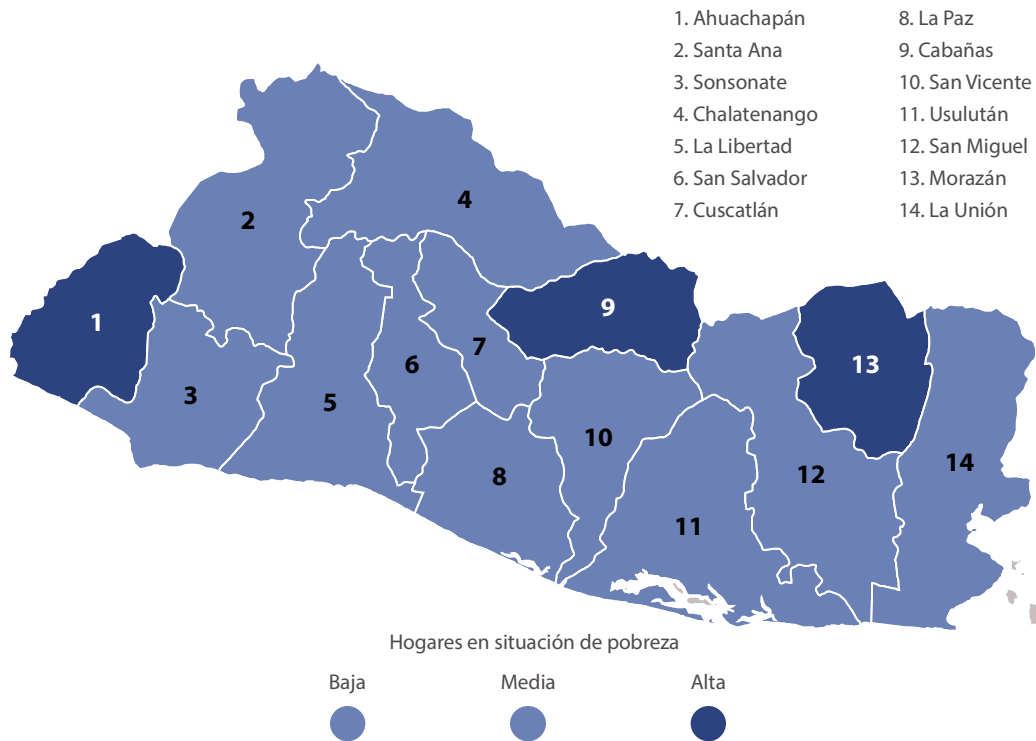 1. Ahuachapán
2. Santa Ana
3. Sonsonate
4. Chalatenango
5. La Libertad
6. San Salvador
7. Cuscatlán
8. La Paz
9. Cabañas
10. San Vicente
11. Usulután
12. San Miguel
13. Morazán
14. La Unión
1
2
3
4
5
6
7
8
9
10
11
12
13
14
Hogares en situación de pobreza
Baja
Media
Alta